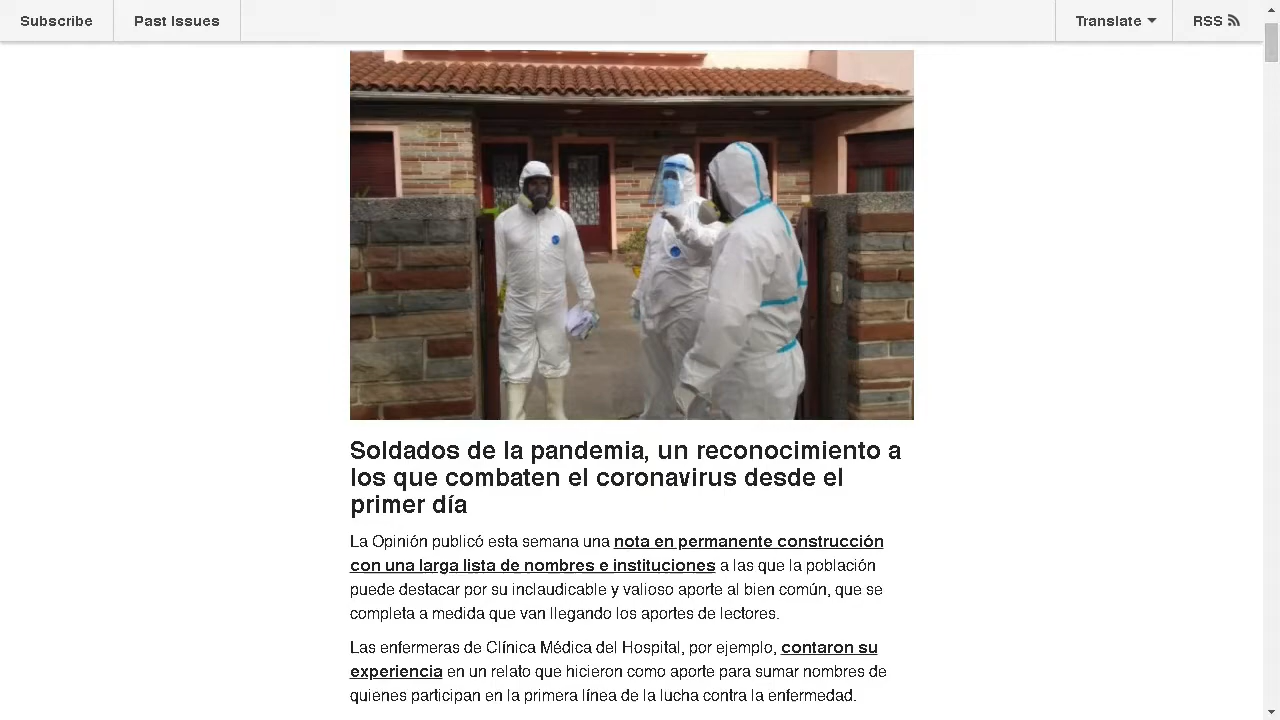 Subscribe
Past Issues
Translate
RSS
Soldados de la pandemia, un reconocimiento a
los que combaten el coronavirus desde el
primer día
La Opinión publicó esta semana una nota en permanente construcción
con una larga lista de nombres e instituciones a las que la población
puede destacar por su inclaudicable y valioso aporte al bien común, que se
completa a medida que van llegando los aportes de lectores.
Las enfermeras de Clínica Médica del Hospital, por ejemplo, contaron su
experiencia en un relato que hicieron como aporte para sumar nombres de
quienes participan en la primera línea de la lucha contra la enfermedad.